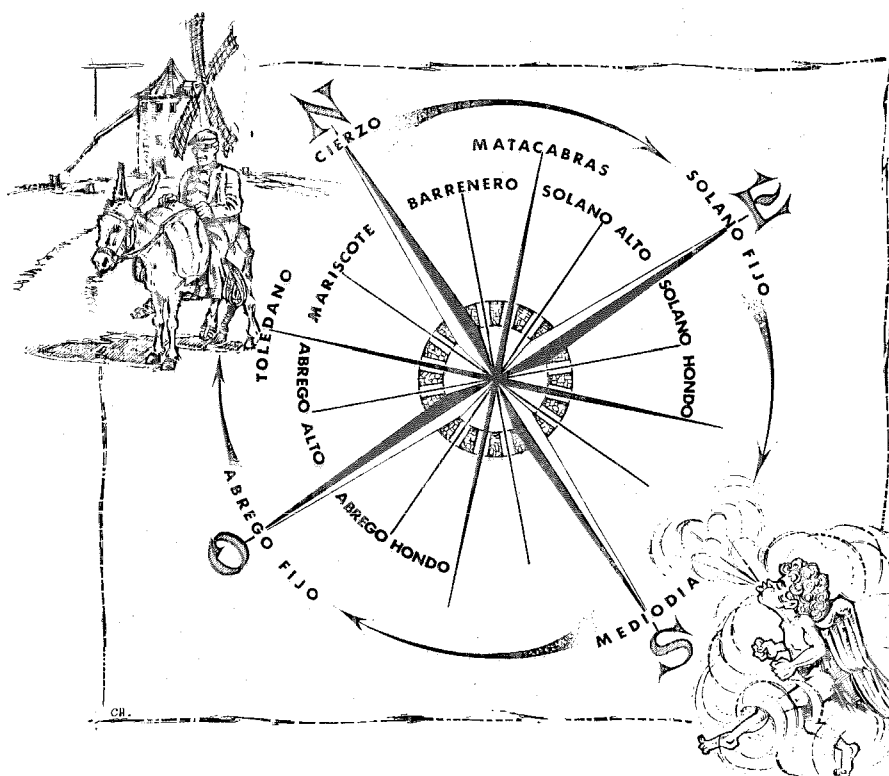 N
CIERZO
MATACABRAS
BARRENERO
SOLANO ALTO
SOLANO FIJO
E
MARISCOTE
SOLANO HONDO
TOLEDANO
ABREGO ALTO
ABREGO FIJO
O
ABREGO HONDO
MEDIODIA
S
CH.